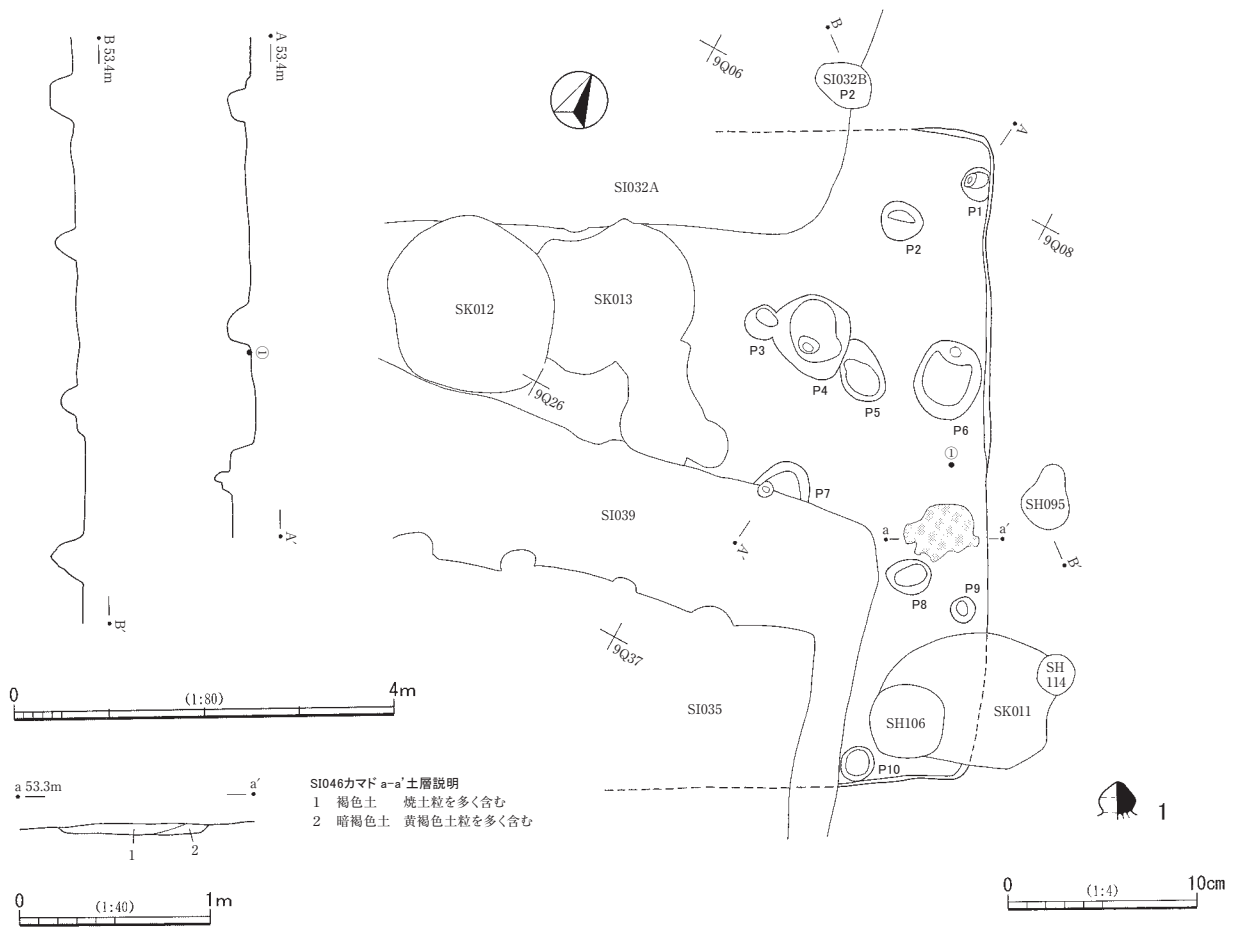 B 53.4m
A 53.4m
①
A′
B′
0 (1:80) 4m
a 53.3m a′
1 2
0 (1:40) 1m
SI046カマド a-a'土層説明
1 褐色土 焼土粒を多く含む
2 暗褐色土 黄褐色土粒を多く含む
B
9Q06
SI032B
P2
A
SI032A
P1
P2
9Q08
SK012
SK013
P3
P4
P5
P6
9Q26
①
P7
SH095
SI039
a a′
A′
B′
P8
P9
9Q37
SH
114
SI035
SH106
SK011
P10
1
0 (1:4) 10cm